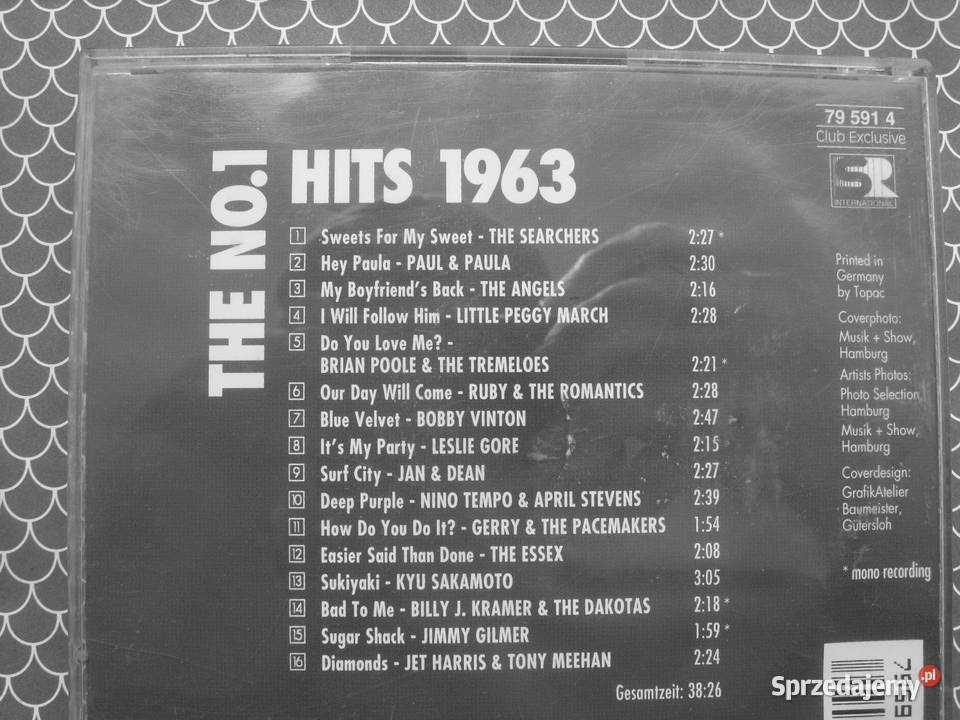 79 591 4
Club Exclusive
SR
INTERNATIONAL
THE NO.1
HITS 1963
1 Sweets For My Sweet - THE SEARCHERS 2:27 *
2 Hey Paula - PAUL & PAULA 2:30
3 My Boyfriend's Back - THE ANGELS 2:16
4 I Will Follow Him - LITTLE PEGGY MARCH 2:28
5 Do You Love Me? -
BRIAN POOLE & THE TREMELOES 2:21 *
6 Our Day Will Come - RUBY & THE ROMANTICS 2:28
7 Blue Velvet - BOBBY VINTON 2:47
8 It's My Party - LESLIE GORE 2:15
9 Surf City - JAN & DEAN 2:27
10 Deep Purple - NINO TEMPO & APRIL STEVENS 2:39
11 How Do You Do It? - GERRY & THE PACEMAKERS 1:54
12 Easier Said Than Done - THE ESSEX 2:08
13 Sukiyaki - KYU SAKAMOTO 3:05
14 Bad To Me - BILLY J. KRAMER & THE DAKOTAS 2:18 *
15 Sugar Shack - JIMMY GILMER 1:59 *
16 Diamonds - JET HARRIS & TONY MEEHAN 2:24
Gesamtzeit: 38:26
Printed in
Germany
by Topac
Coverphoto:
Musik + Show,
Hamburg
Artists Photos:
Photo Selection,
Hamburg
Musik + Show,
Hamburg
Coverdesign:
GrafikAtelier
Baumeister,
Gütersloh
* mono recording
Sprzedajemy.pl